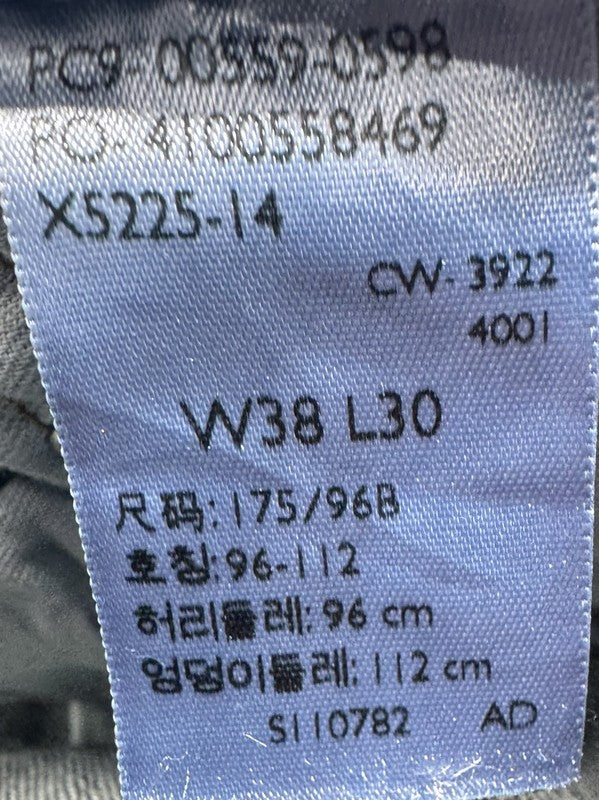 PC9-00559-0598
PO-4100558469
X5225-14
CW-3922
4001
W38 L30
尺码: 175/96B
호칭: 96-112
허리둘레: 96 cm
엉덩이둘레: 112 cm
S110782 AD